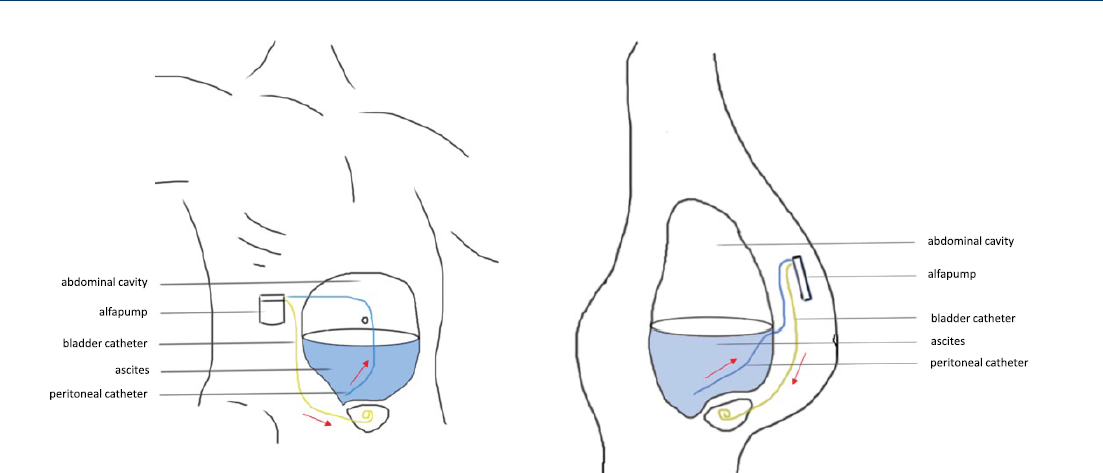 abdominal cavity
alfapump
bladder catheter
ascites
peritoneal catheter
abdominal cavity
alfapump
bladder catheter
ascites
peritoneal catheter